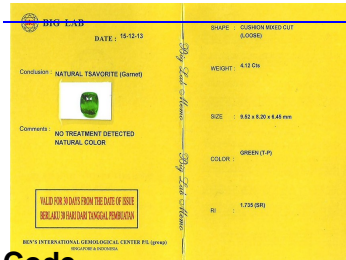 BIG LAB
DATE : 15-12-13
Conclusion : NATURAL TSAVORITE (Garnet)
Comments :
NO TREATMENT DETECTED
NATURAL COLOR
VALID FOR 30 DAYS FROM THE DATE OF ISSUE
BERLAKU 30 HARI DARI TANGGAL PEMBUATAN
BEN'S INTERNATIONAL GEMOLOGICAL CENTER P/L (group)
SINGAPORE & INDONESIA
Big Lab Memo
Big Lab Memo
SHAPE : CUSHION MIXED CUT
(LOOSE)
WEIGHT : 4.12 Cts
SIZE : 9.62 x 8.20 x 6.45 mm
COLOR : GREEN (T-P)
RI : 1.735 (SR)
Code